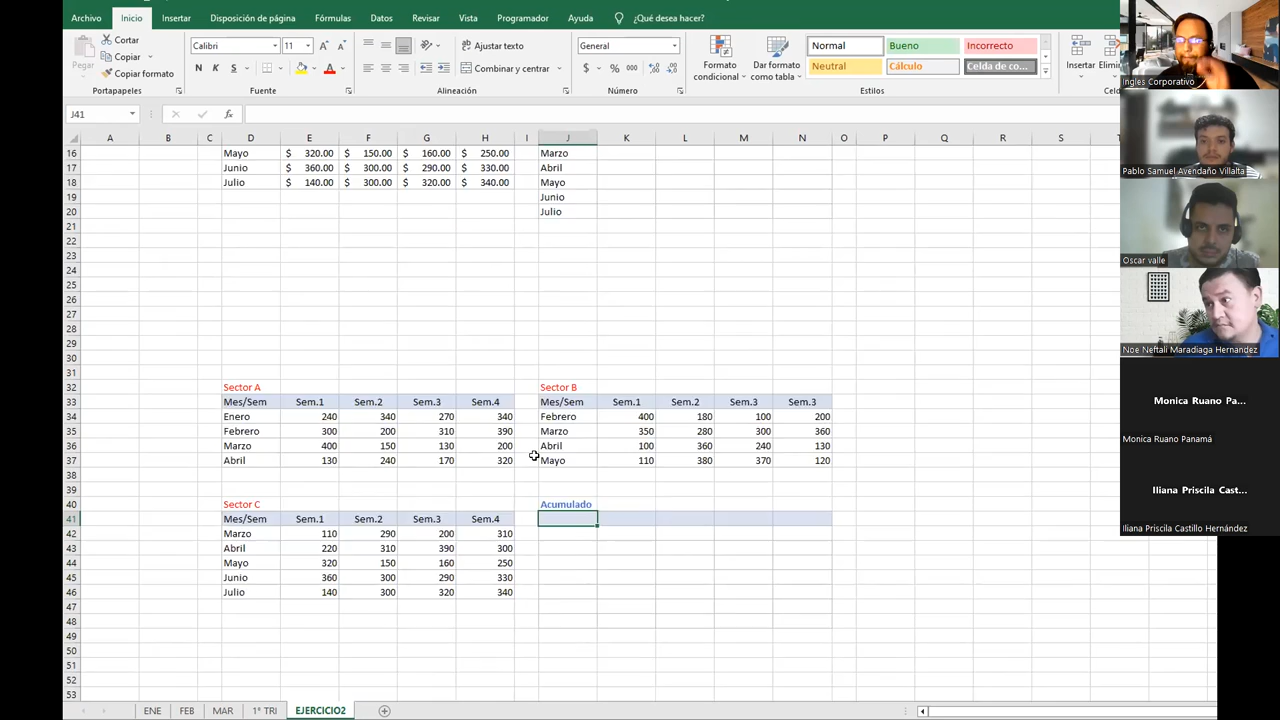 Archivo Inicio Insertar Disposición de página Fórmulas Datos Revisar Vista Programador Ayuda ¿Qué desea hacer?
Pegar
Cortar
Copiar
Copiar formato
Portapapeles
Calibri 11
N K S
Fuente
Ajustar texto
Combinar y centrar
Alineación
General
$ % 000
Número
Formato condicional
Dar formato como tabla
Normal Bueno Incorrecto
Neutral Cálculo Celda de co...
Estilos
Insertar Elimin
Celd
J41 fx
A B C D E F G H I J K L M N O P Q R S T
16 Mayo $ 320.00 $ 150.00 $ 160.00 $ 250.00 Marzo
17 Junio $ 360.00 $ 300.00 $ 290.00 $ 330.00 Abril
18 Julio $ 140.00 $ 300.00 $ 320.00 $ 340.00 Mayo
19 Junio
20 Julio
21
22
23
24
25
26
27
28
29
30
31
32 Sector A Sector B
33 Mes/Sem Sem.1 Sem.2 Sem.3 Sem.4 Mes/Sem Sem.1 Sem.2 Sem.3 Sem.3
34 Enero 240 340 270 340 Febrero 400 180 100 200
35 Febrero 300 200 310 390 Marzo 350 280 300 360
36 Marzo 400 150 130 200 Abril 100 360 240 130
37 Abril 130 240 170 320 Mayo 110 380 370 120
38
39
40 Sector C Acumulado
41 Mes/Sem Sem.1 Sem.2 Sem.3 Sem.4
42 Marzo 110 290 200 310
43 Abril 220 310 390 300
44 Mayo 320 150 160 250
45 Junio 360 300 290 330
46 Julio 140 300 320 340
47
48
49
50
51
52
53
ENE FEB MAR 1ª TRI EJERCICIO2
Ingles Corporativo
Pablo Samuel Avendaño Villalta
Oscar valle
Noe Neftali Maradiaga Hernandez
Monica Ruano Pa...
Monica Ruano Panamá
Iliana Priscila Cast...
Iliana Priscila Castillo Hernández